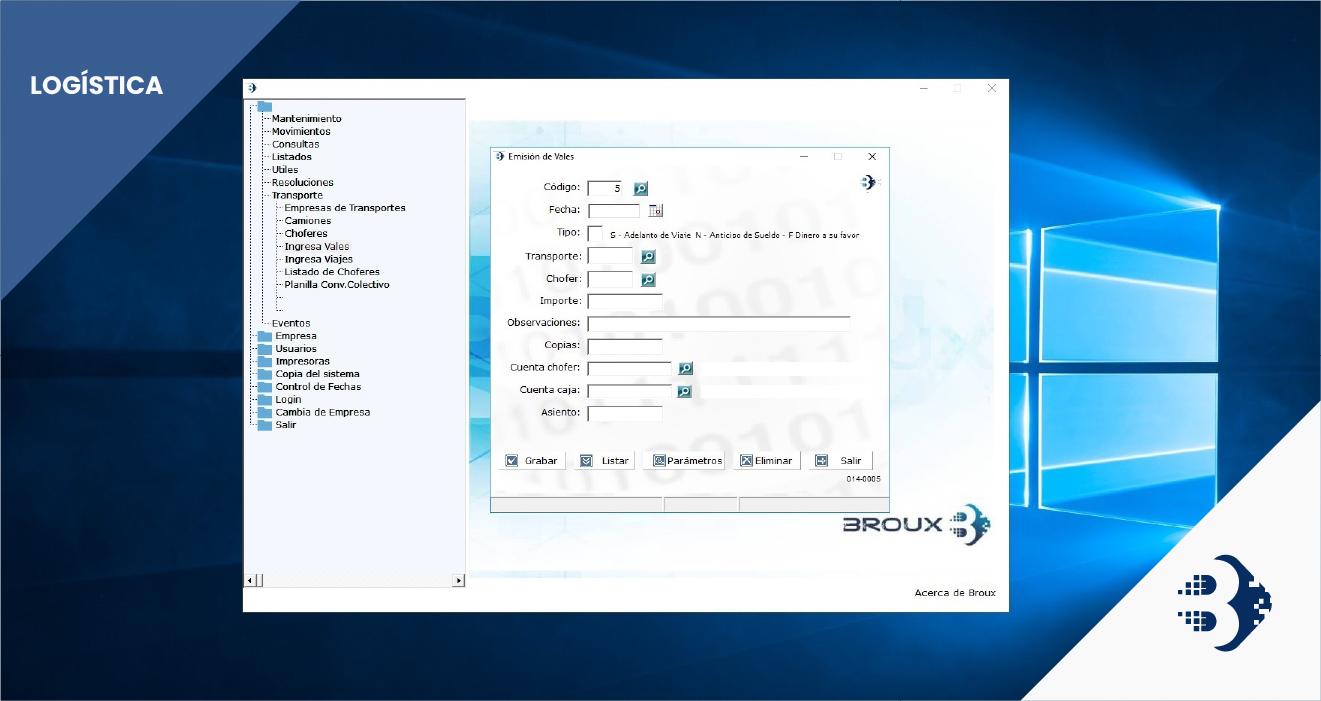 LOGÍSTICA
Mantenimiento
Movimientos
Consultas
Listados
Utiles
Resoluciones
Transporte
Empresas de Transportes
Camiones
Choferes
Ingresa Vales
Ingresa Viajes
Listado de Choferes
Planilla Conv.Colectivo
Eventos
Empresa
Usuarios
Impresoras
Copia del sistema
Control de Fechas
Login
Cambia de Empresa
Salir
Emisión de Vales
Código: 5
Fecha:
Tipo: S - Adelanto de Viaje N - Anticipo de Sueldo - F Dinero a su favor
Transporte:
Chofer:
Importe:
Observaciones:
Copias:
Cuenta chofer:
Cuenta caja:
Asiento:
Grabar Listar Parámetros Eliminar Salir
014-0005
BROUX
Acerca de Broux